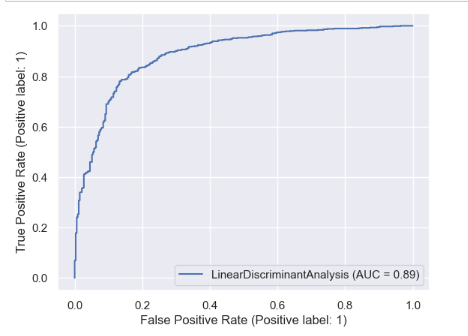 1.0
0.8
0.6
0.4
0.2
0.0
True Positive Rate (Positive label: 1)
LinearDiscriminantAnalysis (AUC = 0.89)
0.0 0.2 0.4 0.6 0.8 1.0
False Positive Rate (Positive label: 1)